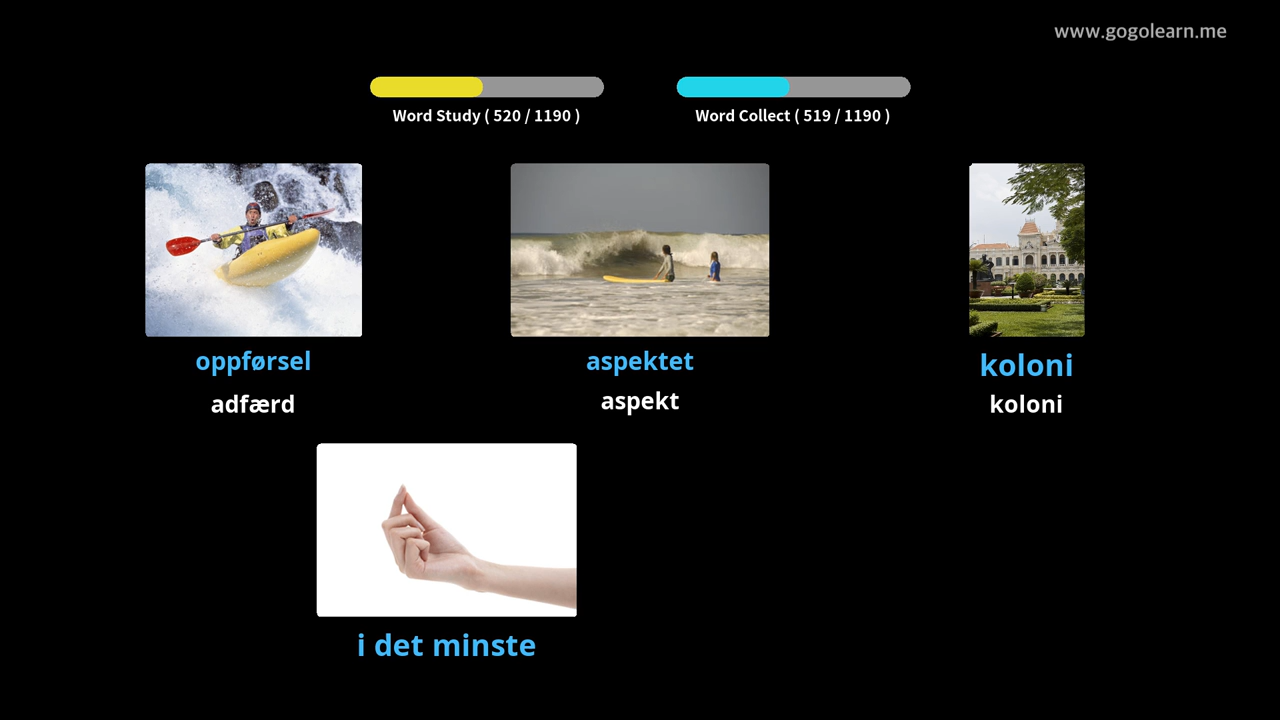 www.gogolearn.me
Word Study ( 520 / 1190 )
Word Collect ( 519 / 1190 )
oppførsel
aspektet
koloni
adfærd
aspekt
koloni
i det minste